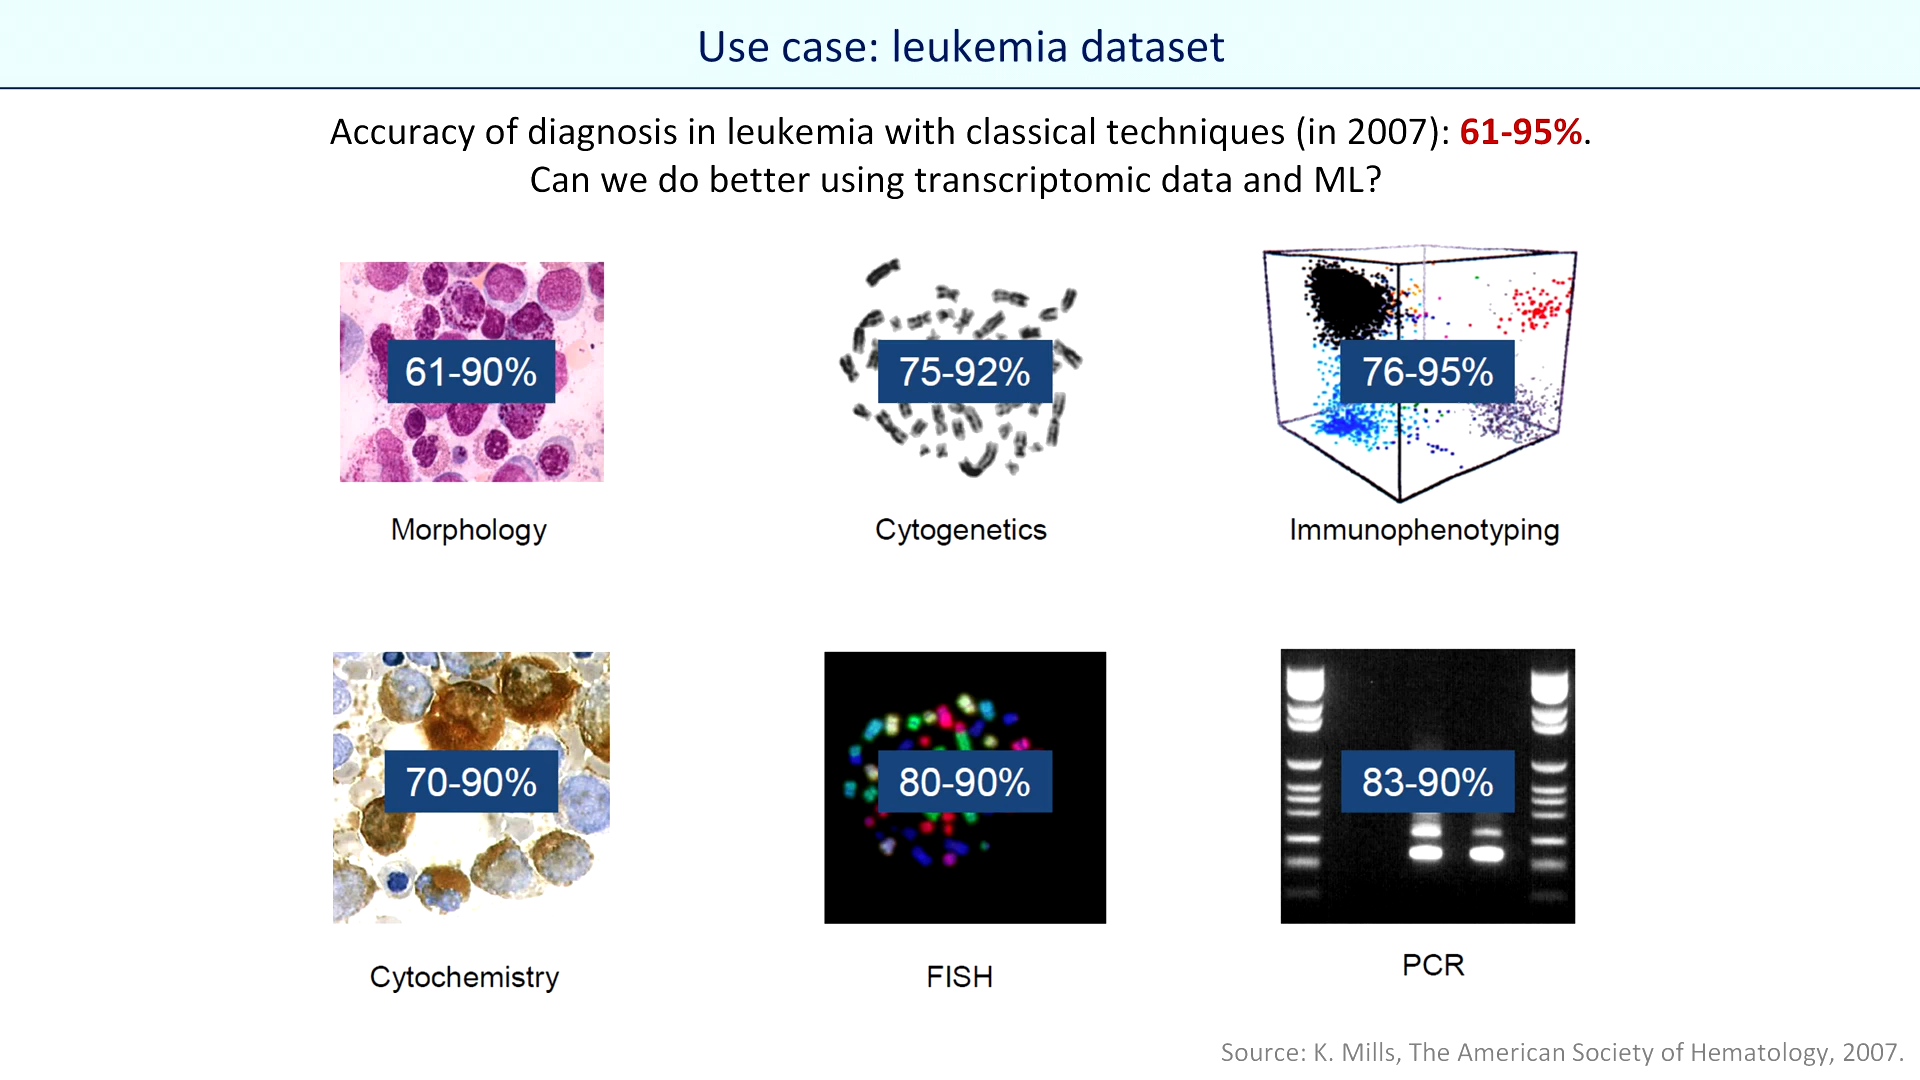 Use case: leukemia dataset
Accuracy of diagnosis in leukemia with classical techniques (in 2007): 61-95%.
Can we do better using transcriptomic data and ML?
61-90%
75-92%
76-95%
Morphology
Cytogenetics
Immunophenotyping
70-90%
80-90%
83-90%
Cytochemistry
FISH
PCR
Source: K. Mills, The American Society of Hematology, 2007.